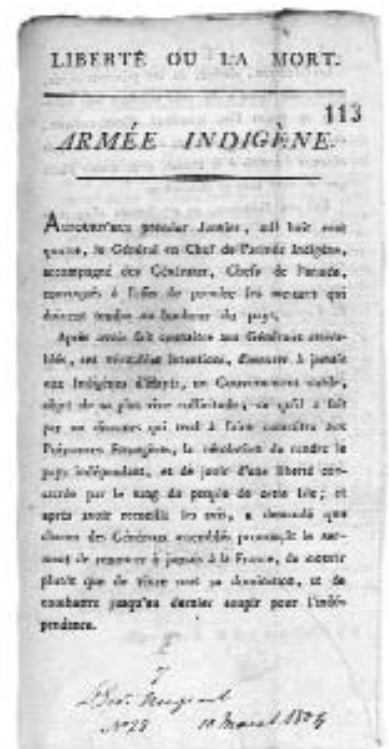 LIBERTÉ OU LA MORT.
113
ARMÉE INDIGÈNE.
AUJOURD'HUI premier Janvier, mil huit cent
quatre, le Général en Chef de l'armée Indigène,
accompagné des Généraux, Chefs de l'armée,
convoqués à l'effet de prendre les mesures qui
doivent tendre au bonheur du pays.
Après avoir fait connaître aux Généraux assem-
blés, ses véritables intentions, d'assurer à jamais
aux Indigènes d'Hayti, un Gouvernement stable,
objet de sa plus vive sollicitude, ce qu'il a fait
par un discours qui tend à faire connaître aux
Puissances Etrangères, la résolution de rendre le
pays indépendant, et de jouir d'une liberté con-
sacrée par le sang du peuple de cette Isle; et
après avoir recueilli les avis, a demandé que
chacun des Généraux assemblés prononçât le ser-
ment de renoncer à jamais à la France, de mourir
plutôt que de vivre sous sa domination, et de
combattre jusqu'au dernier soupir pour l'indé-
pendance.
Nugent
No 28 10 March 1804